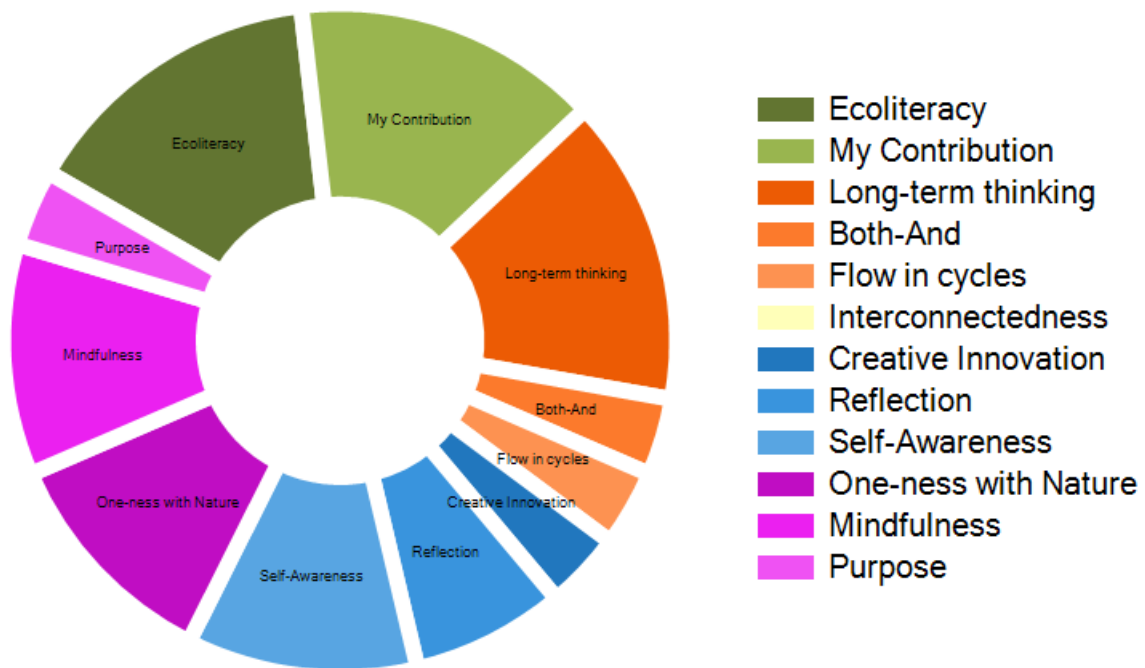 My Contribution
Ecoliteracy
Purpose
Long-term thinking
Mindfulness
Both-And
Flow in cycles
One-ness with Nature
Creative Innovation
Reflection
Self-Awareness
Ecoliteracy
My Contribution
Long-term thinking
Both-And
Flow in cycles
Interconnectedness
Creative Innovation
Reflection
Self-Awareness
One-ness with Nature
Mindfulness
Purpose